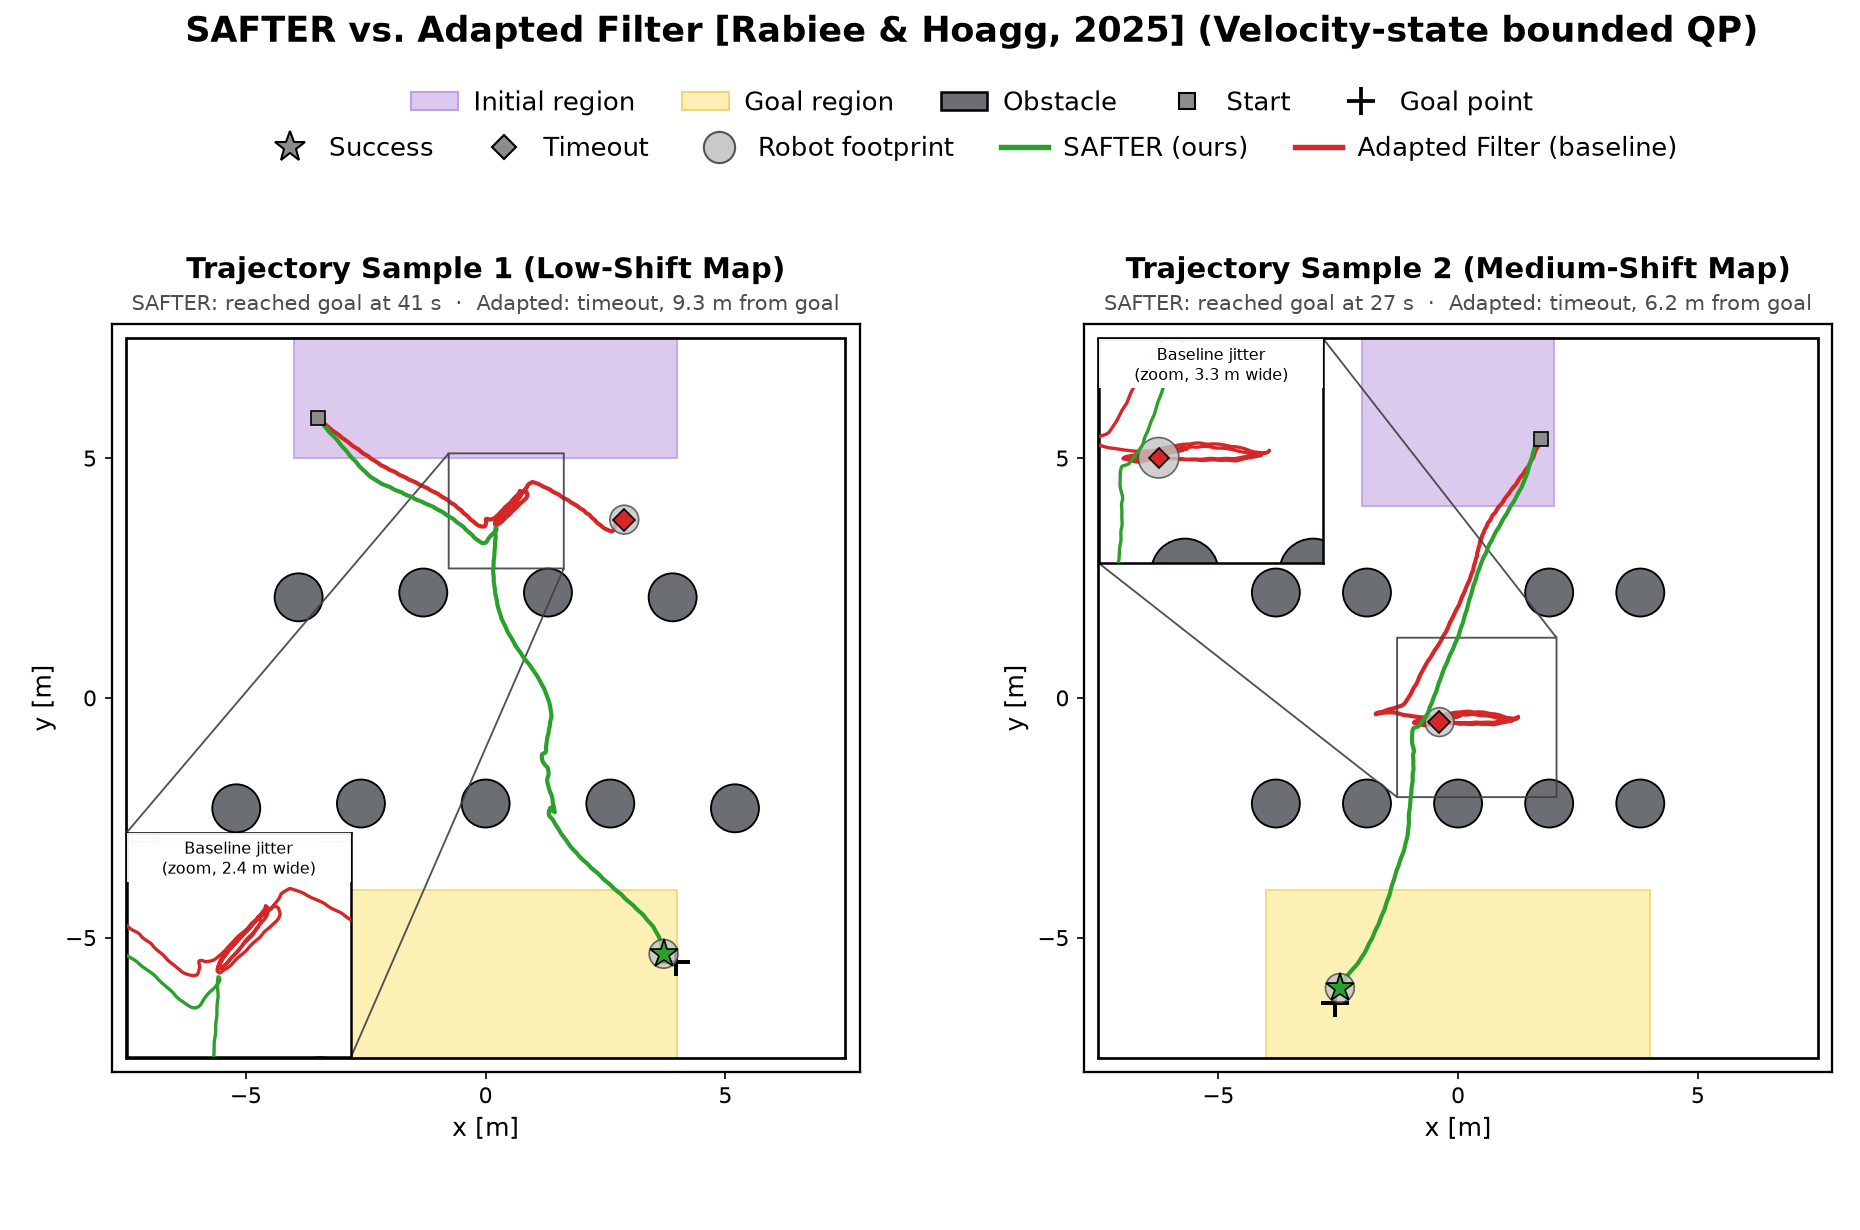 SAFTER vs. Adapted Filter [Rabiee & Hoagg, 2025] (Velocity-state bounded QP)
Initial region
Goal region
Obstacle
Start
Goal point
Success
Timeout
Robot footprint
SAFTER (ours)
Adapted Filter (baseline)
Trajectory Sample 1 (Low-Shift Map)
SAFTER: reached goal at 41 s · Adapted: timeout, 9.3 m from goal
y [m]
5
0
−5
Baseline jitter
(zoom, 2.4 m wide)
−5
0
5
x [m]
Trajectory Sample 2 (Medium-Shift Map)
SAFTER: reached goal at 27 s · Adapted: timeout, 6.2 m from goal
Baseline jitter
(zoom, 3.3 m wide)
y [m]
5
0
−5
−5
0
5
x [m]